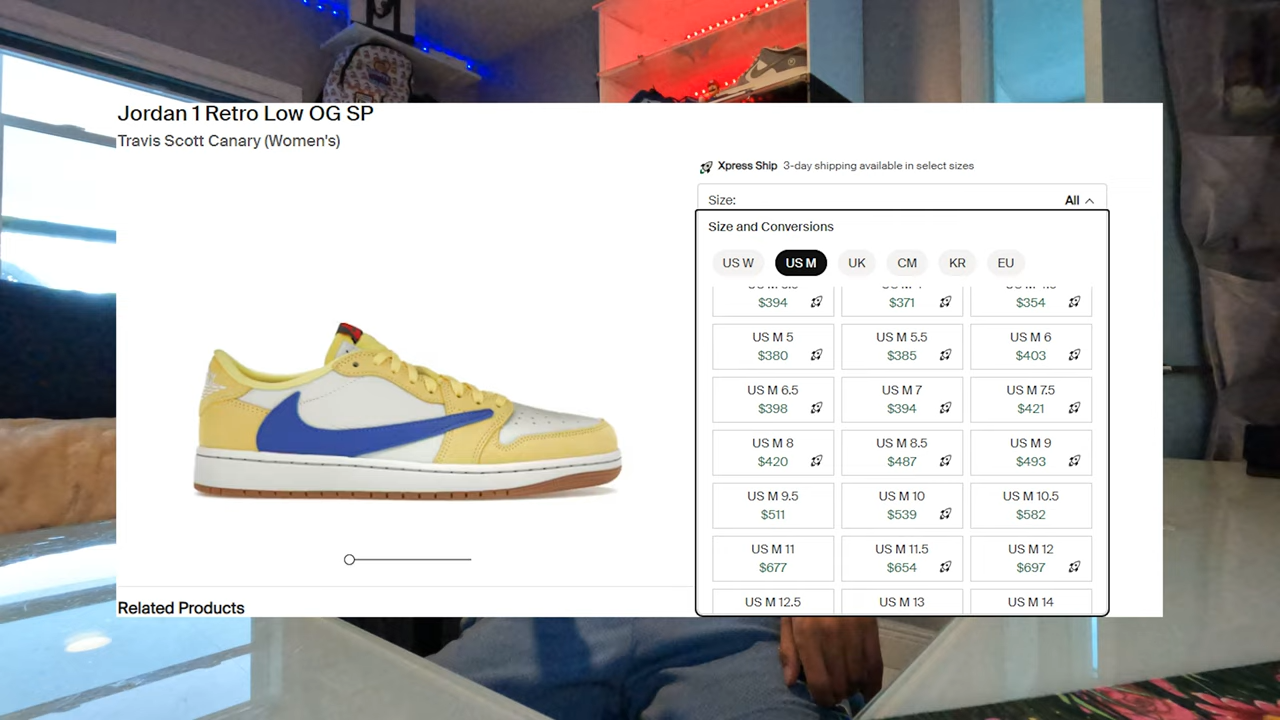 Jordan 1 Retro Low OG SP
Travis Scott Canary (Women's)
Xpress Ship 3-day shipping available in select sizes
Size: All
Size and Conversions
US W US M UK CM KR EU
$394 $371 $354
US M 5 US M 5.5 US M 6
$380 $385 $403
US M 6.5 US M 7 US M 7.5
$398 $394 $421
US M 8 US M 8.5 US M 9
$420 $487 $493
US M 9.5 US M 10 US M 10.5
$511 $539 $582
US M 11 US M 11.5 US M 12
$677 $654 $697
US M 12.5 US M 13 US M 14
Related Products